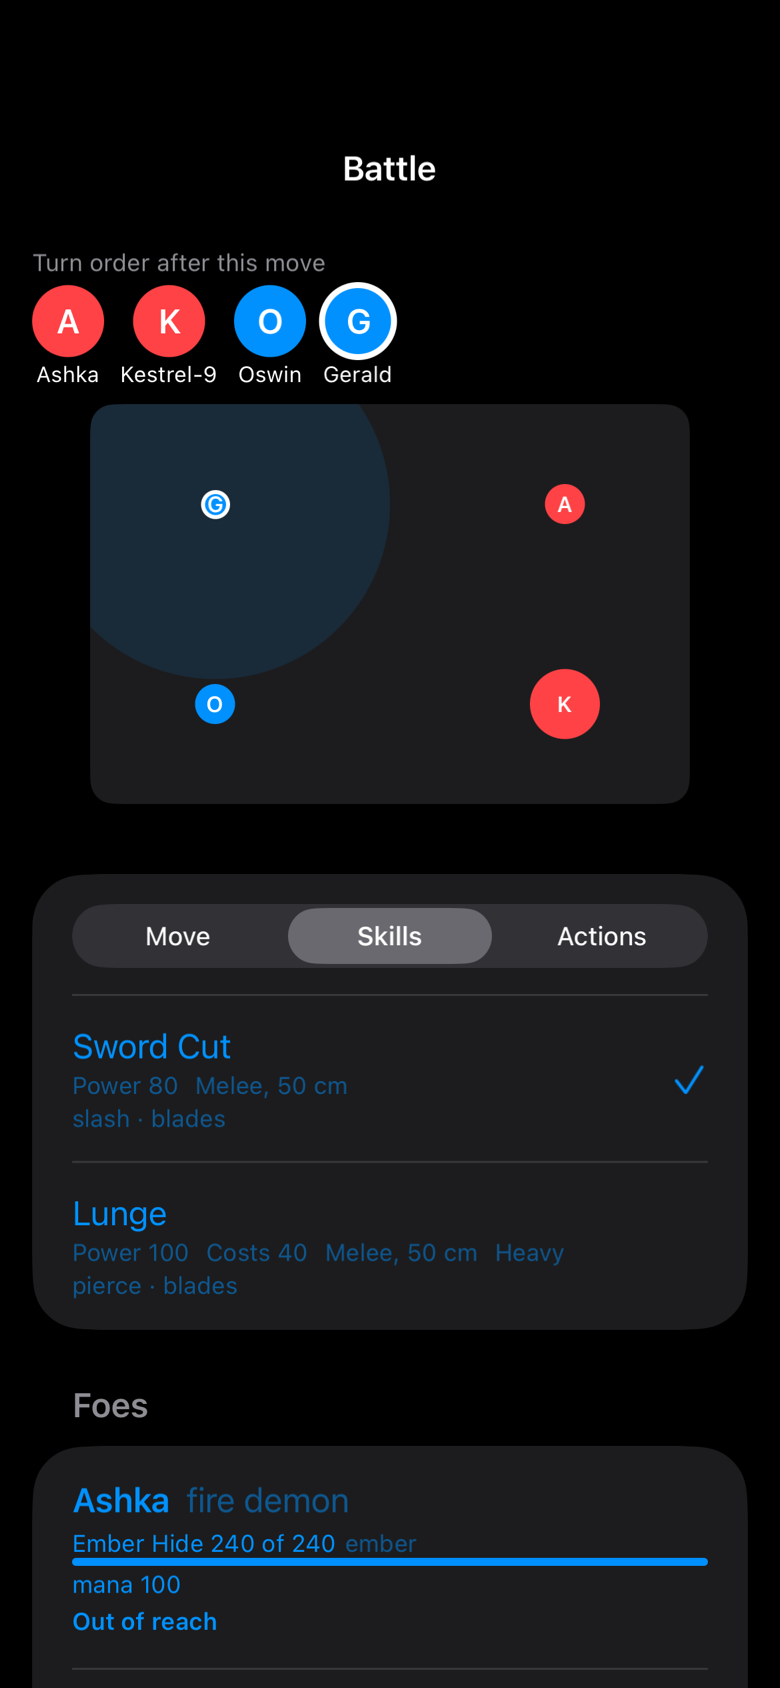 Battle
Turn order after this move
A K O G
Ashka Kestrel-9 Oswin Gerald
G A
O K
Move Skills Actions
Sword Cut
Power 80 Melee, 50 cm
slash · blades
Lunge
Power 100 Costs 40 Melee, 50 cm Heavy
pierce · blades
Foes
Ashka fire demon
Ember Hide 240 of 240 ember
mana 100
Out of reach